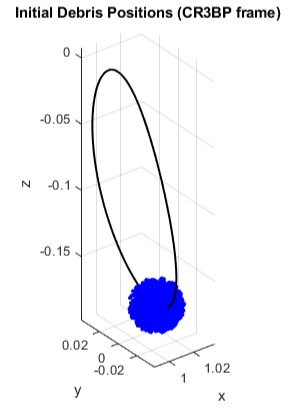 Initial Debris Positions (CR3BP frame)
0
-0.05
-0.1
-0.15
z
0.02
0
-0.02
y
1
1.02
x